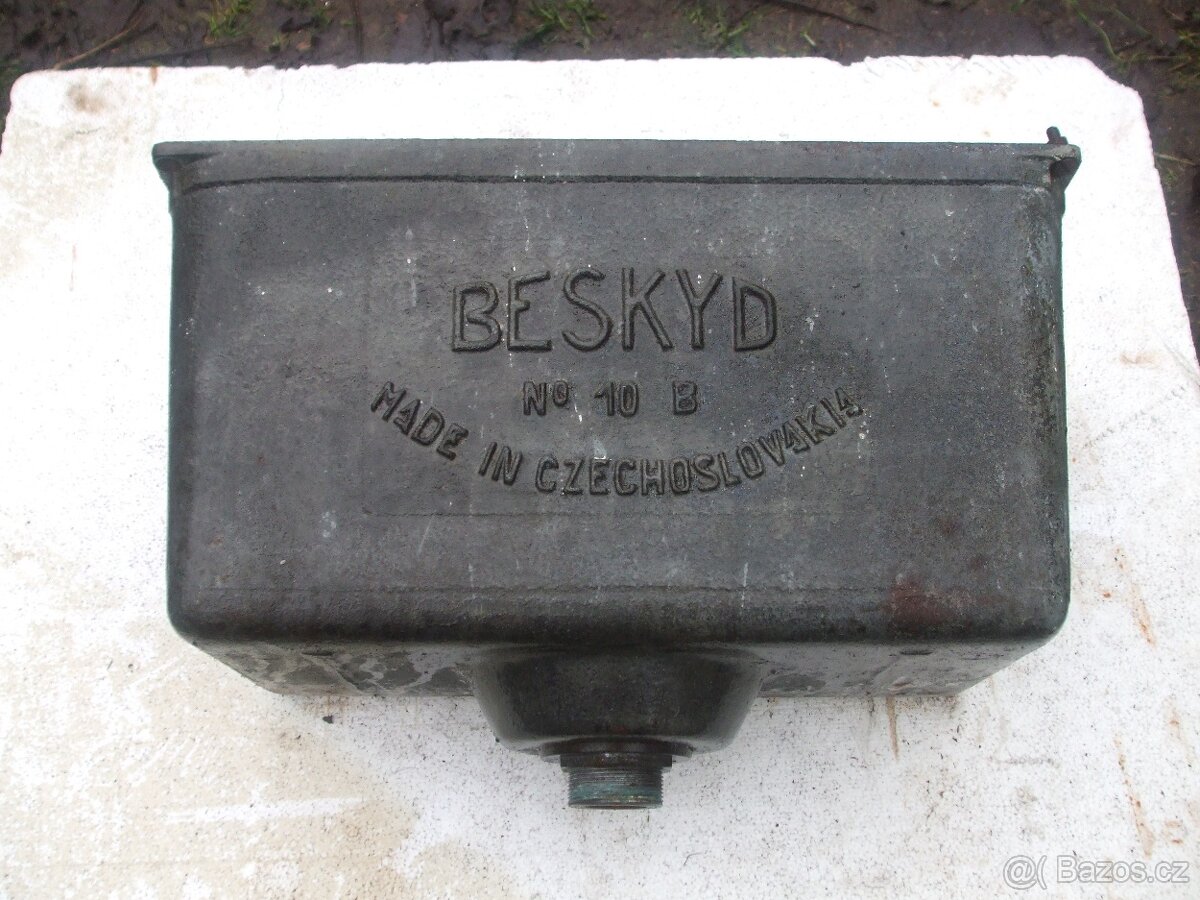 BESKYD
Nº 10 B
MADE IN CZECHOSLOVAKIA
@( Bazos.cz